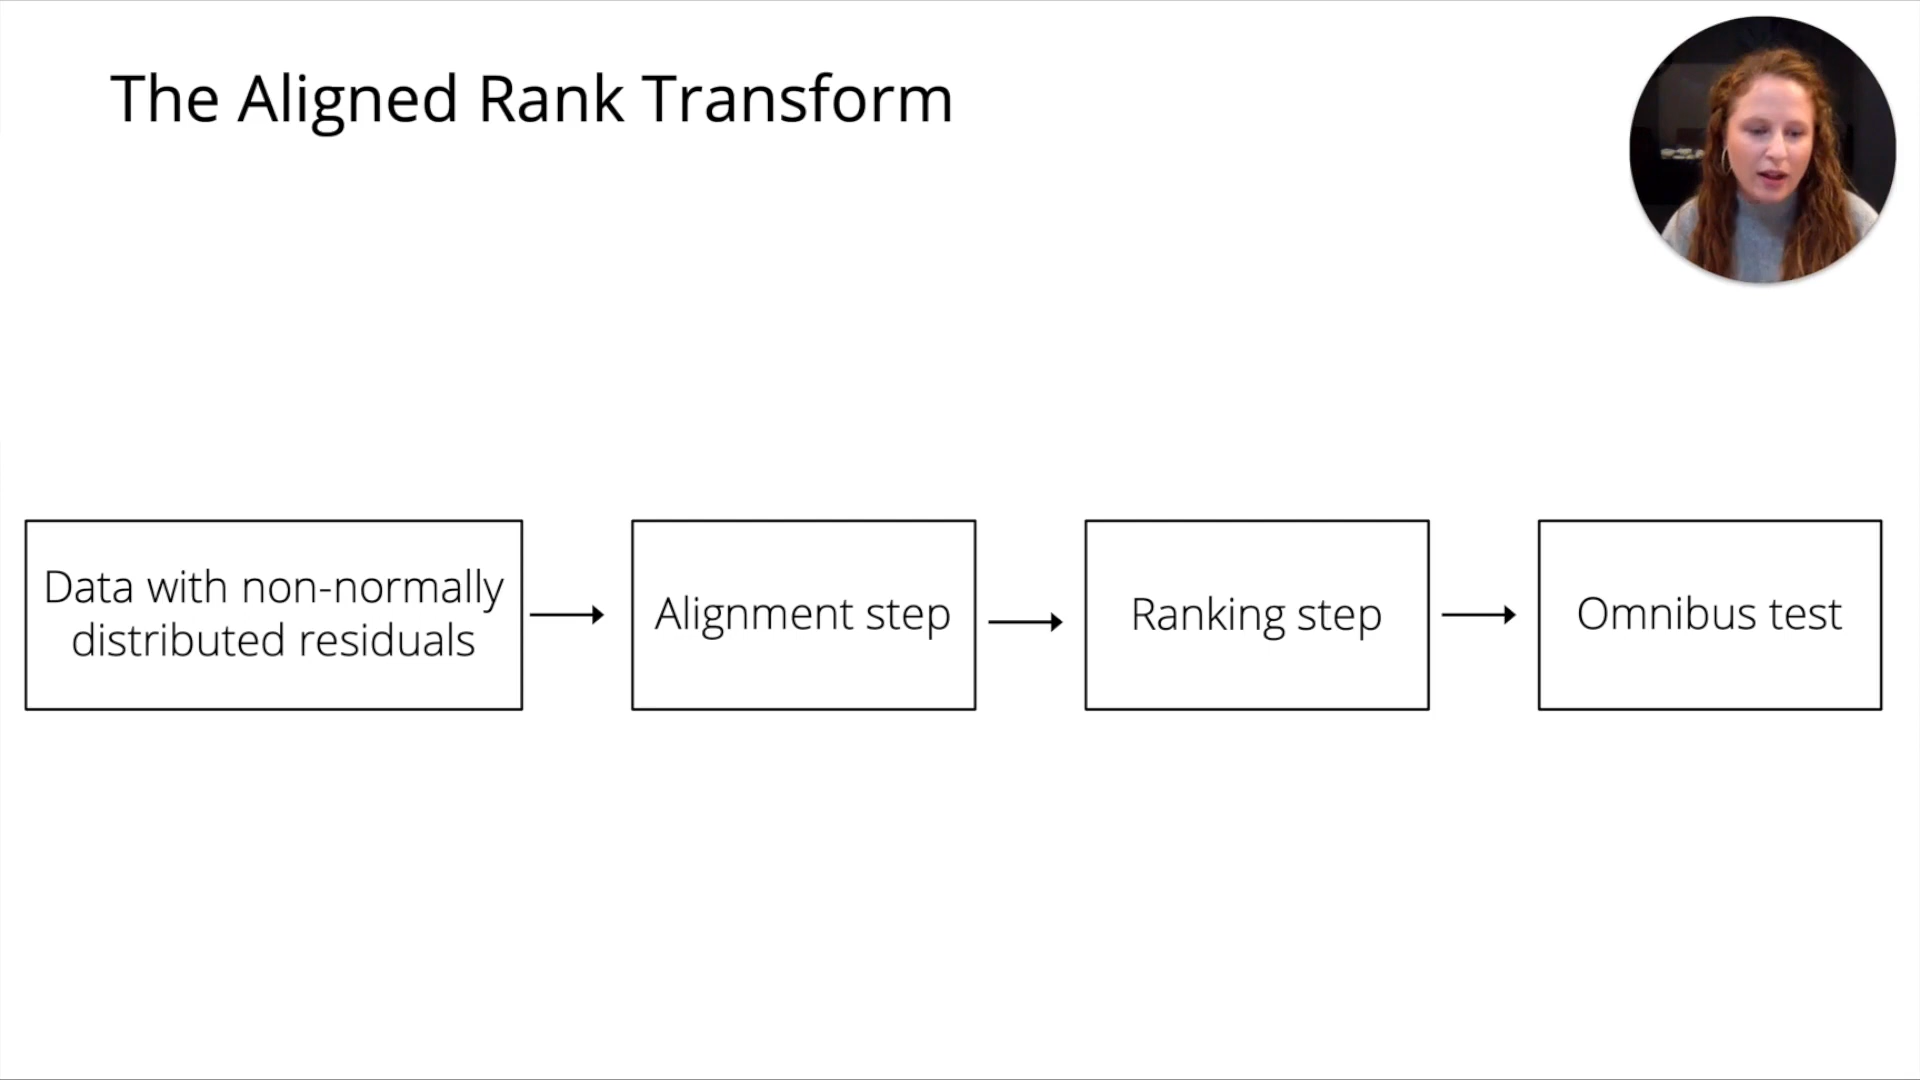 The Aligned Rank Transform
Data with non-normally
distributed residuals
Alignment step
Ranking step
Omnibus test